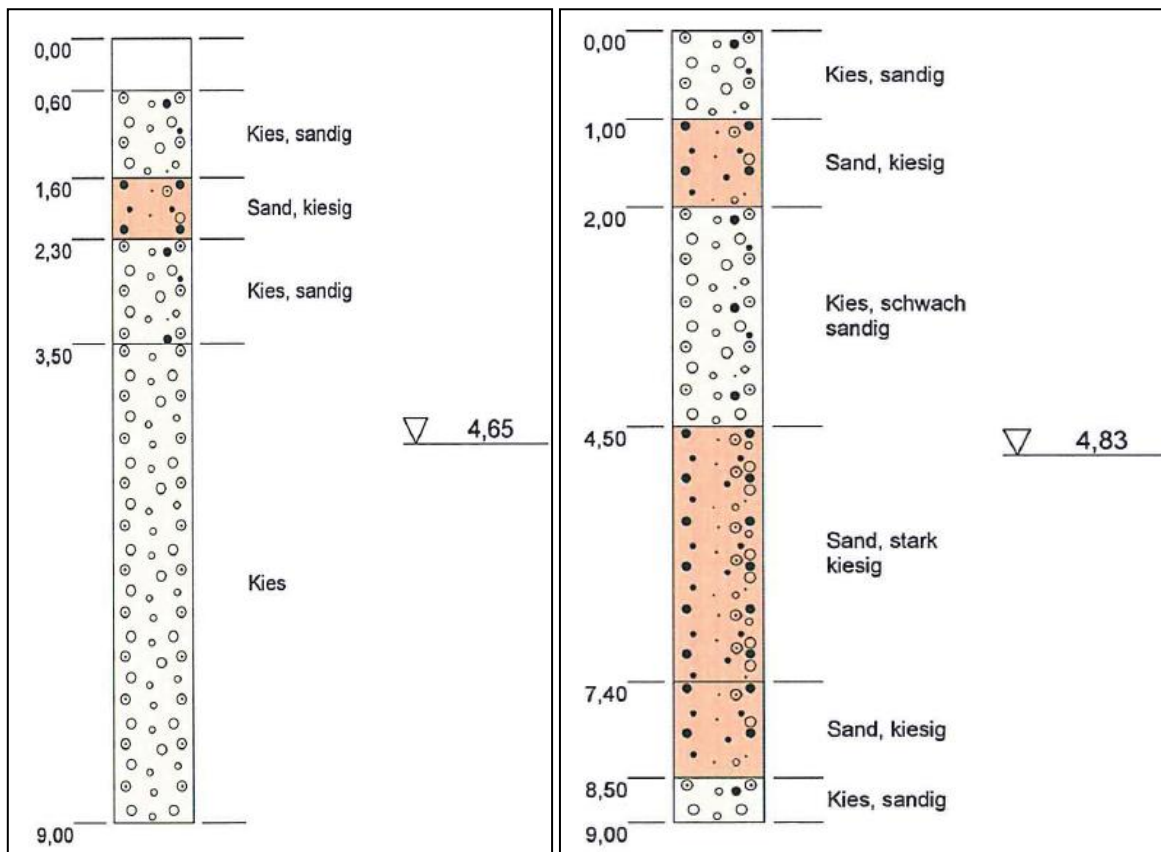 0,00
0,60
Kies, sandig
1,60
Sand, kiesig
2,30
Kies, sandig
3,50
4,65
Kies
9,00
0,00
Kies, sandig
1,00
Sand, kiesig
2,00
Kies, schwach
sandig
4,50
4,83
Sand, stark
kiesig
7,40
Sand, kiesig
8,50
Kies, sandig
9,00